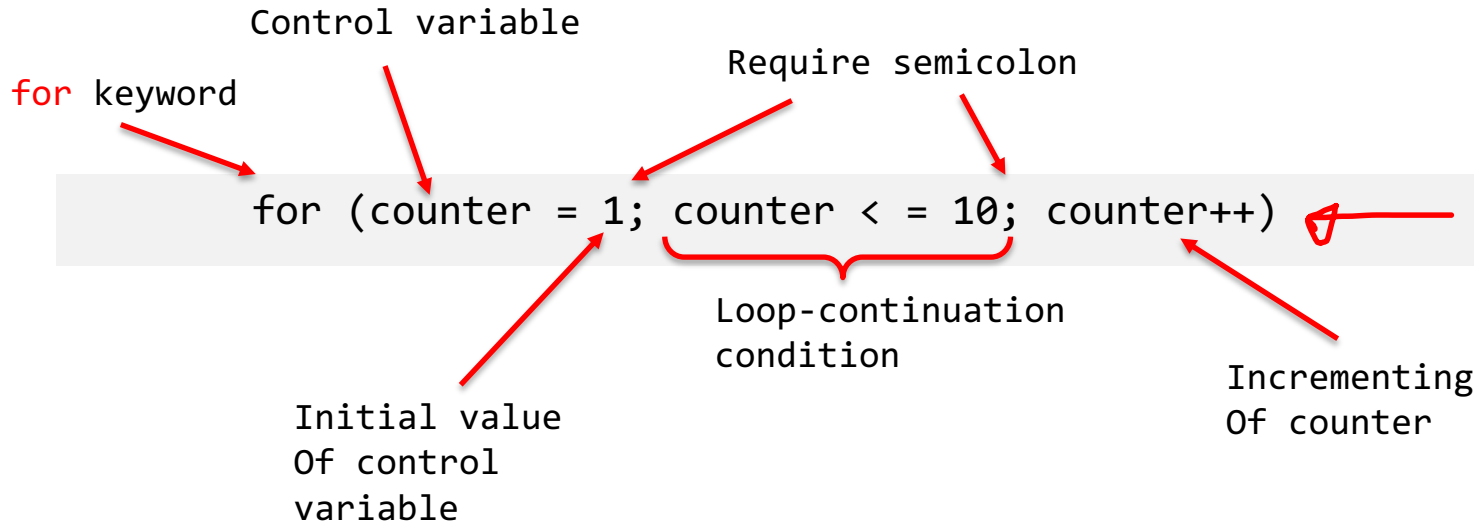 Control variable
Require semicolon
for keyword
for (counter = 1; counter < = 10; counter++)
Loop-continuation
condition
Incrementing
Of counter
Initial value
Of control
variable